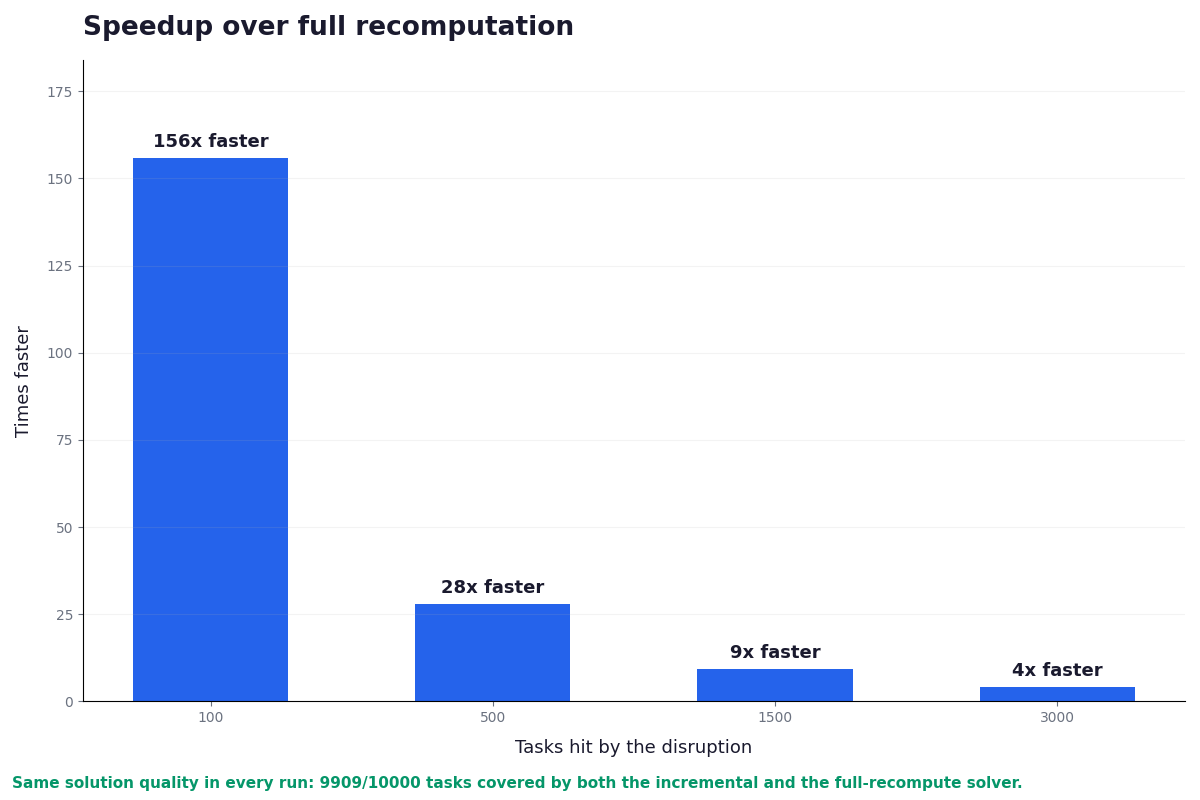 Speedup over full recomputation
175
150
125
100
75
50
25
0
Times faster
156x faster
28x faster
9x faster
4x faster
100
500
1500
3000
Tasks hit by the disruption
Same solution quality in every run: 9909/10000 tasks covered by both the incremental and the full-recompute solver.